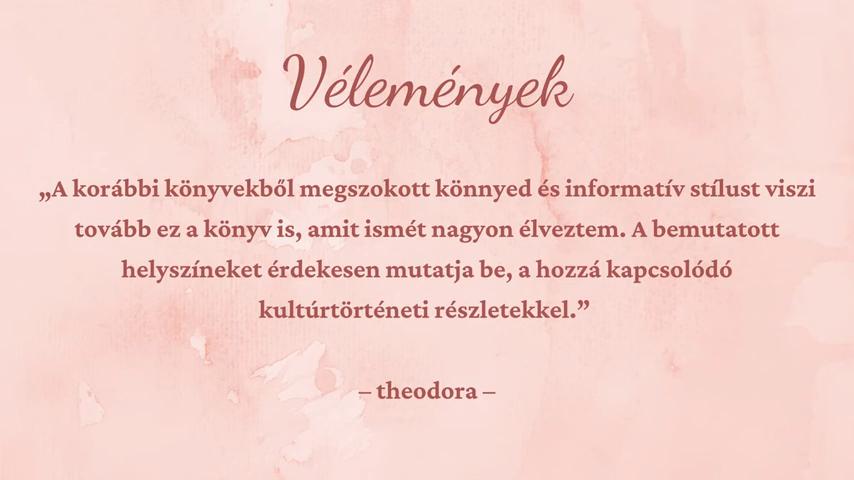 Vélemények
„A korábbi könyvekből megszokott könnyed és informatív stílust viszi
tovább ez a könyv is, amit ismét nagyon élveztem. A bemutatott
helyszíneket érdekesen mutatja be, a hozzá kapcsolódó
kultúrtörténeti részletekkel.”
– theodora –